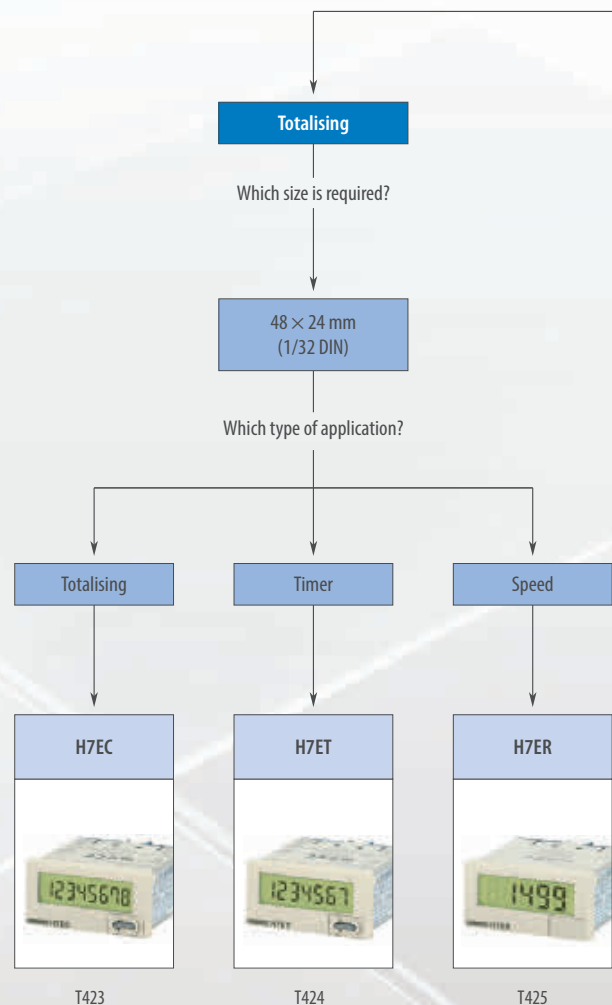 Totalising
Which size is required?
48 × 24 mm
(1/32 DIN)
Which type of application?
Totalising
Timer
Speed
H7EC
H7ET
H7ER
12345678
1234567
1499
T423
T424
T425